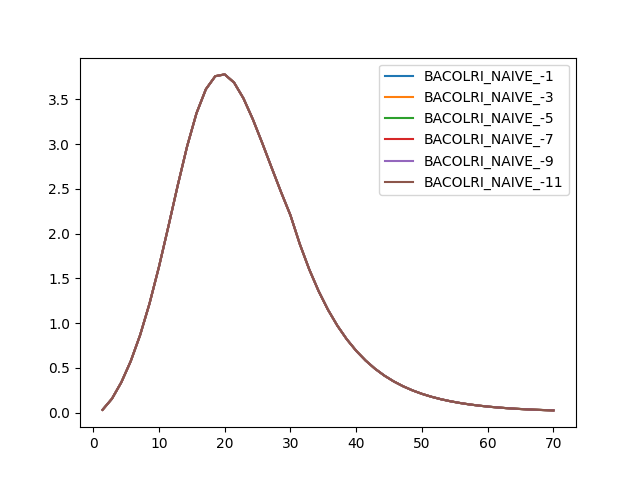 BACOLRI_NAIVE_-1
BACOLRI_NAIVE_-3
BACOLRI_NAIVE_-5
BACOLRI_NAIVE_-7
BACOLRI_NAIVE_-9
BACOLRI_NAIVE_-11
3.5
3.0
2.5
2.0
1.5
1.0
0.5
0.0
0 10 20 30 40 50 60 70